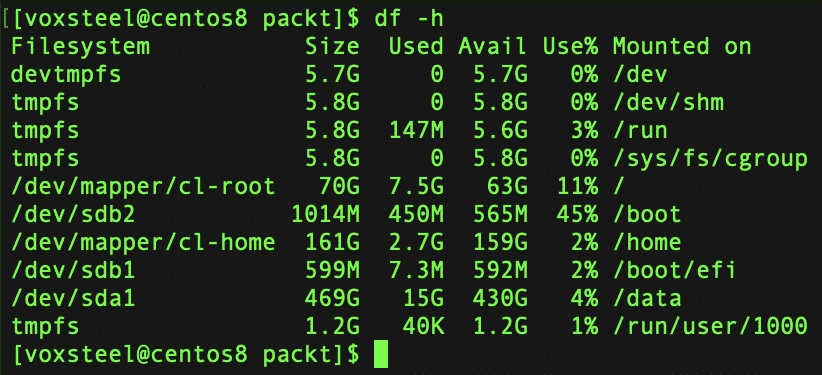 [[voxsteel@centos8 packt]$ df -h
Filesystem           Size  Used Avail Use% Mounted on
devtmpfs             5.7G     0  5.7G   0% /dev
tmpfs                5.8G     0  5.8G   0% /dev/shm
tmpfs                5.8G  147M  5.6G   3% /run
tmpfs                5.8G     0  5.8G   0% /sys/fs/cgroup
/dev/mapper/cl-root   70G  7.5G   63G  11% /
/dev/sdb2           1014M  450M  565M  45% /boot
/dev/mapper/cl-home  161G  2.7G  159G   2% /home
/dev/sdb1            599M  7.3M  592M   2% /boot/efi
/dev/sda1            469G   15G  430G   4% /data
tmpfs                1.2G   40K  1.2G   1% /run/user/1000
[voxsteel@centos8 packt]$